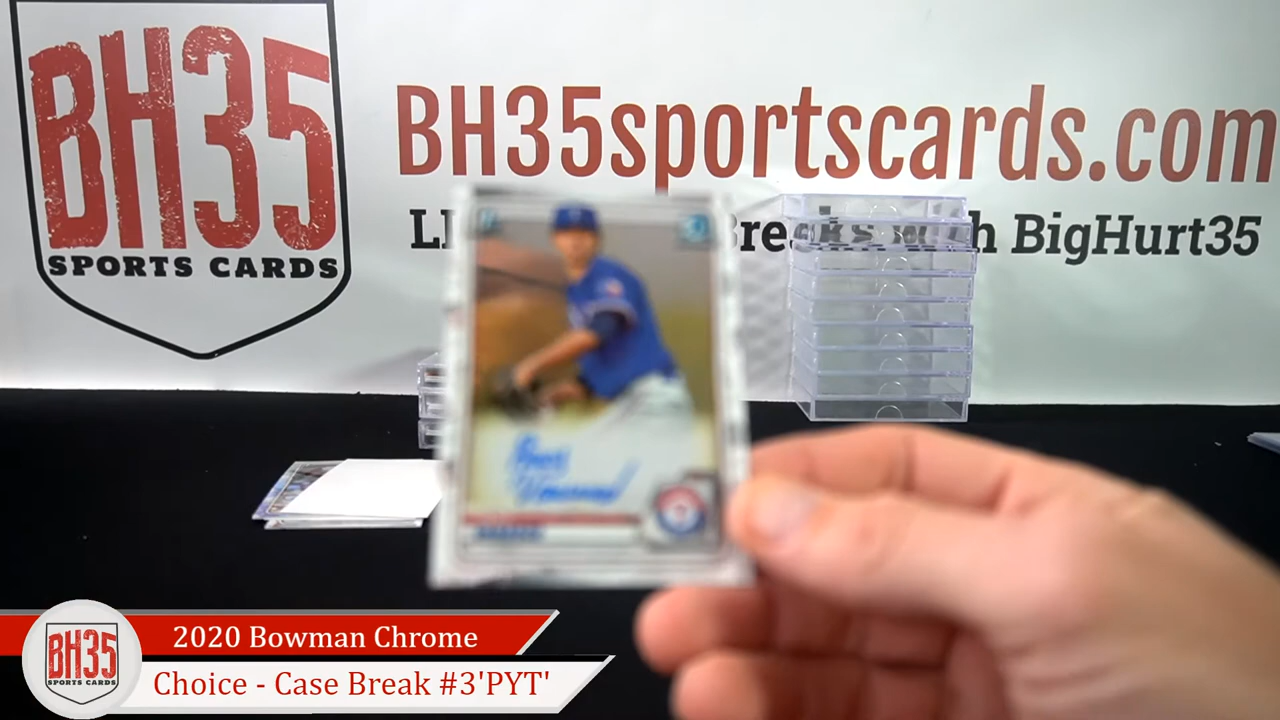 BH35
SPORTS CARDS
BH35sportscards.com
BigHurt35
BH35
SPORTS CARDS
2020 Bowman Chrome
Choice - Case Break #3'PYT'